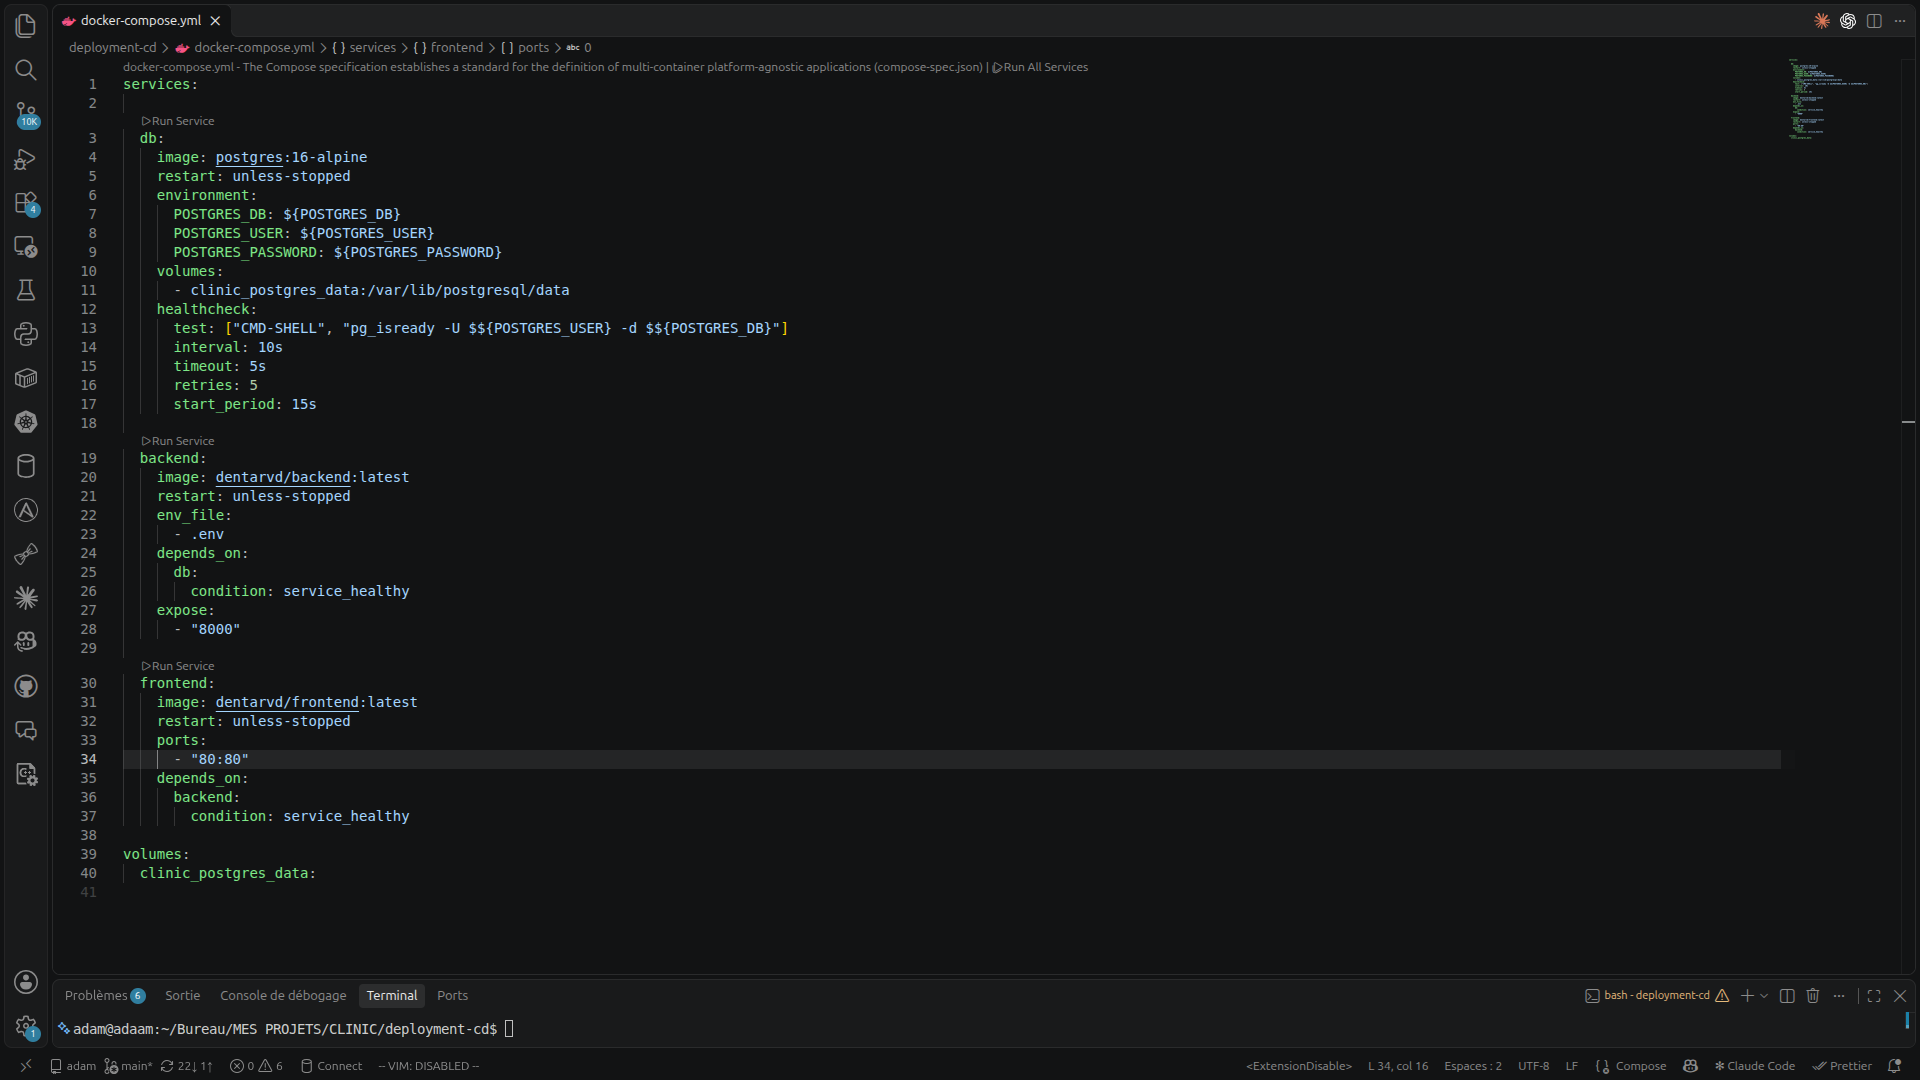 docker-compose.yml
deployment-cd > docker-compose.yml > { } services > { } frontend > [ ] ports > abc 0
docker-compose.yml - The Compose specification establishes a standard for the definition of multi-container platform-agnostic applications (compose-spec.json) | ▷Run All Services
1 services:
2
▷Run Service
3   db:
4     image: postgres:16-alpine
5     restart: unless-stopped
6     environment:
7       POSTGRES_DB: ${POSTGRES_DB}
8       POSTGRES_USER: ${POSTGRES_USER}
9       POSTGRES_PASSWORD: ${POSTGRES_PASSWORD}
10     volumes:
11       - clinic_postgres_data:/var/lib/postgresql/data
12     healthcheck:
13       test: ["CMD-SHELL", "pg_isready -U $${POSTGRES_USER} -d $${POSTGRES_DB}"]
14       interval: 10s
15       timeout: 5s
16       retries: 5
17       start_period: 15s
18
▷Run Service
19   backend:
20     image: dentarvd/backend:latest
21     restart: unless-stopped
22     env_file:
23       - .env
24     depends_on:
25       db:
26         condition: service_healthy
27     expose:
28       - "8000"
29
▷Run Service
30   frontend:
31     image: dentarvd/frontend:latest
32     restart: unless-stopped
33     ports:
34       - "80:80"
35     depends_on:
36       backend:
37         condition: service_healthy
38
39 volumes:
40   clinic_postgres_data:
41
10K
4
1
Problèmes 6 Sortie Console de débogage Terminal Ports
bash - deployment-cd
adam@adaam:~/Bureau/MES PROJETS/CLINIC/deployment-cd$
adam main* 22↓ 1↑ 0 6 Connect -- VIM: DISABLED --
<ExtensionDisable> L 34, col 16 Espaces : 2 UTF-8 LF Compose Claude Code Prettier